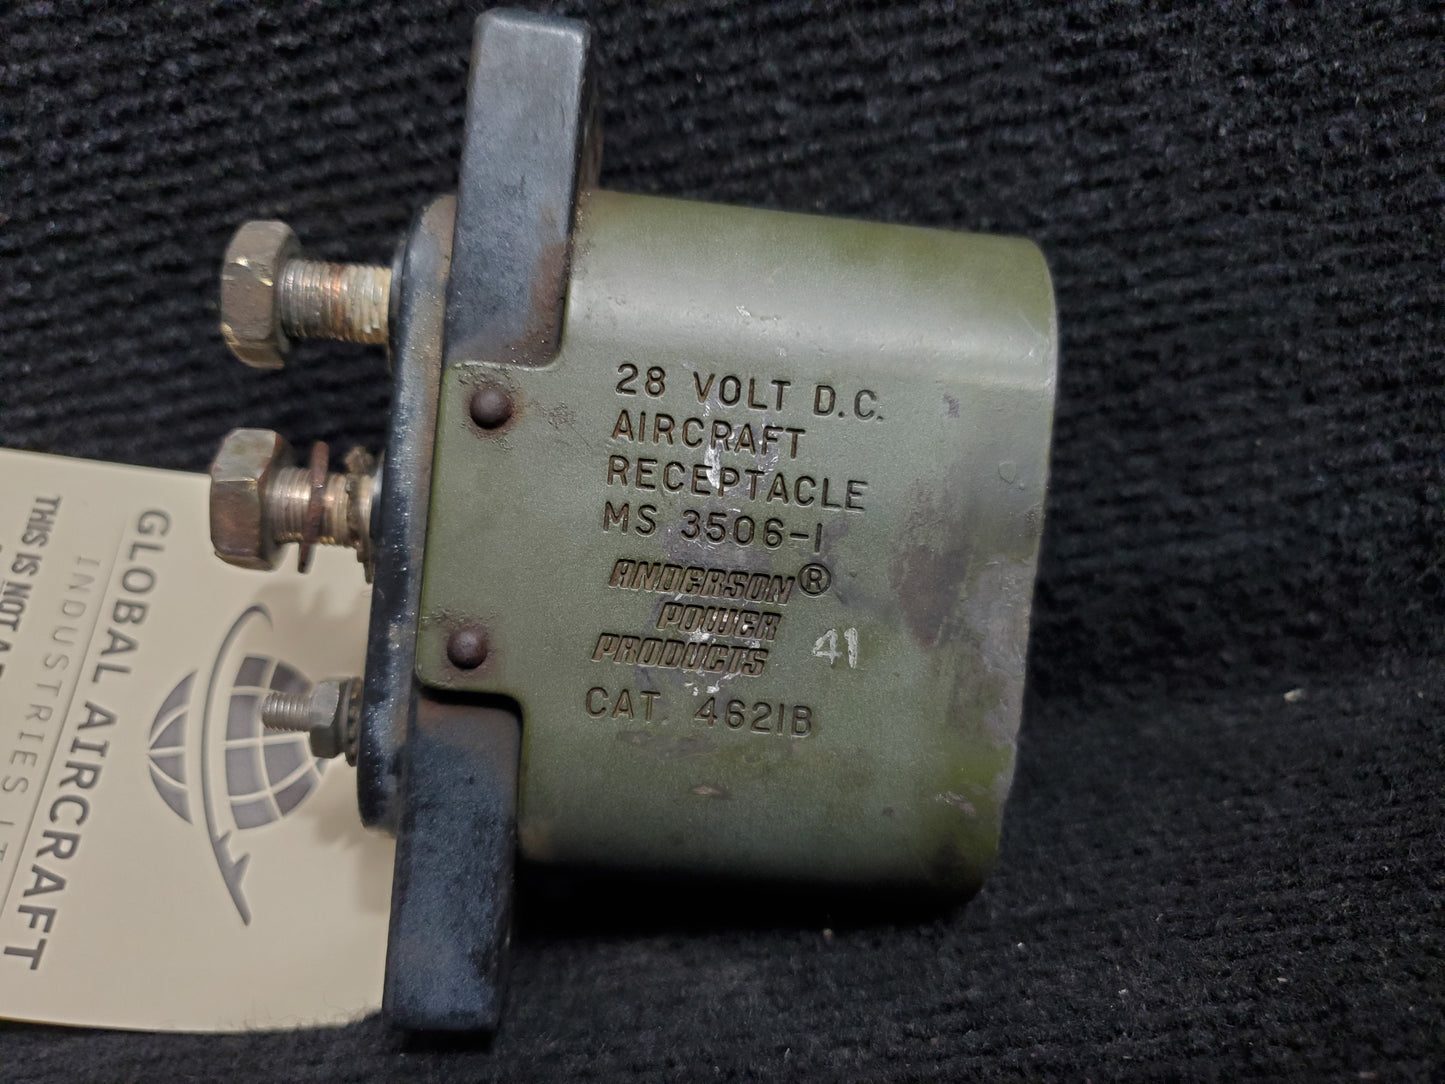 28 VOLT D.C.
AIRCRAFT
RECEPTACLE
MS 3506-1
ANDERSON®
POWER
PRODUCTS
41
CAT. 4621B
GLOBAL AIRCRAFT
INDUSTRIES LT
THIS IS NOT